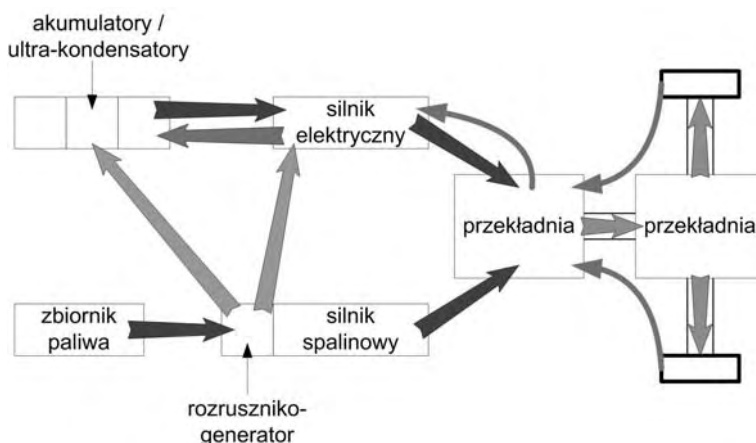 akumulatory /
ultra-kondensatory
silnik
elektryczny
przekładnia
przekładnia
zbiornik
paliwa
silnik
spalinowy
rozruszniko-
generator